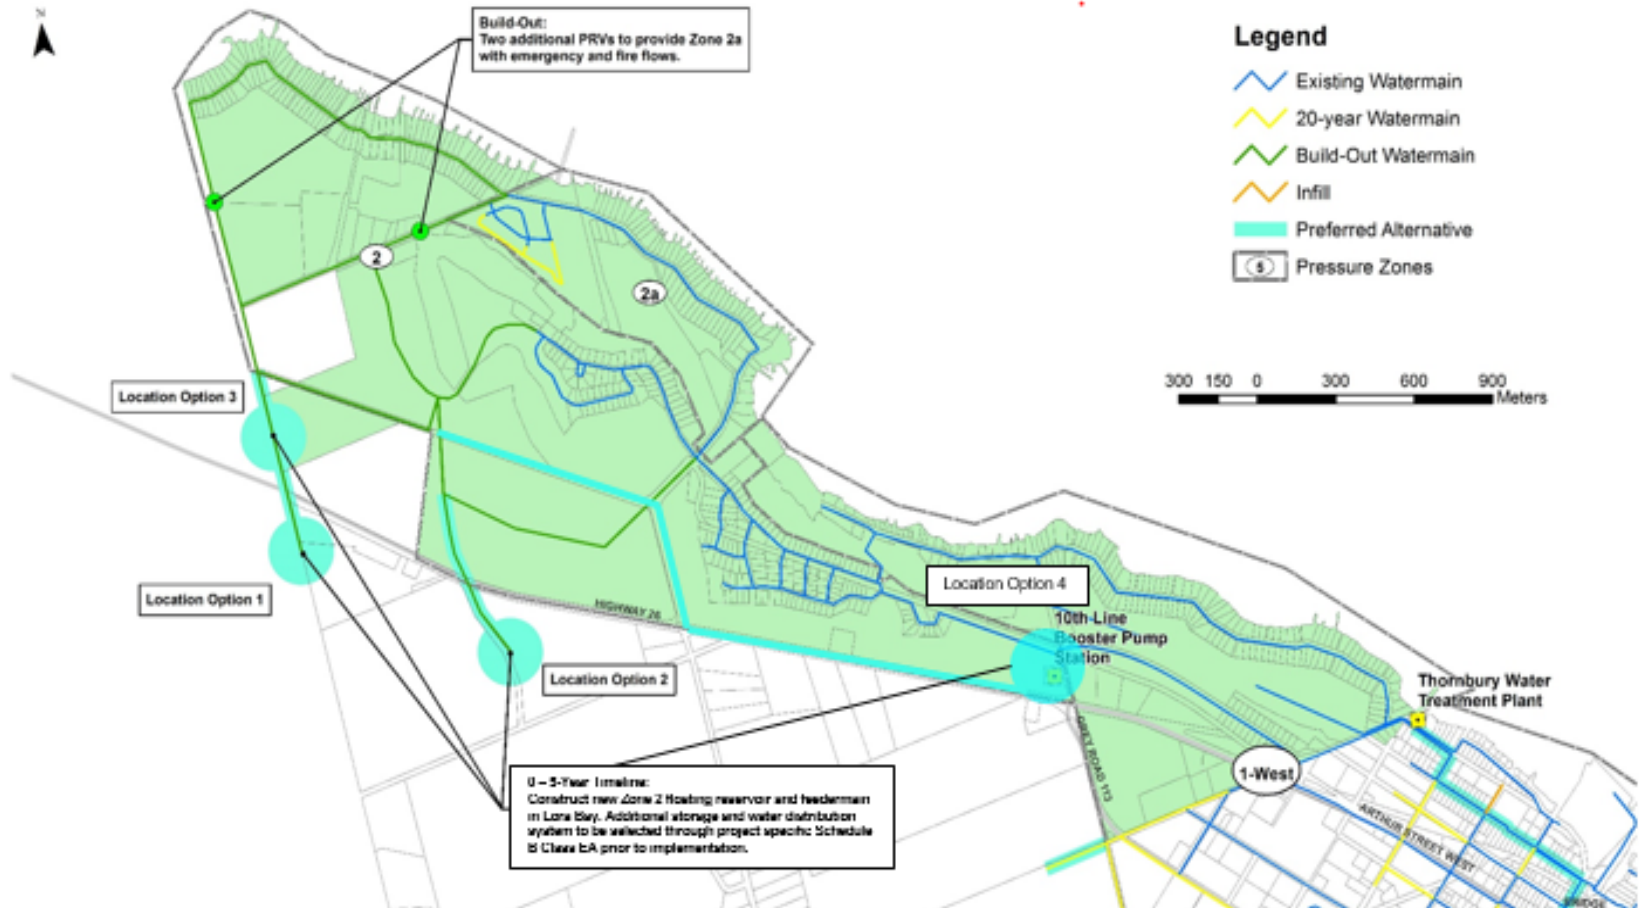 N
Build-Out:
Two additional PRVs to provide Zone 2a
with emergency and fire flows.
Legend
Existing Watermain
20-year Watermain
Build-Out Watermain
Infill
Preferred Alternative
5 Pressure Zones
300 150 0 300 600 900
Meters
2
2a
Location Option 3
Location Option 1
Location Option 2
HIGHWAY 26
Location Option 4
10th Line
Booster Pump
Station
Thornbury Water
Treatment Plant
GREY ROAD 113
1-West
ARTHUR STREET WEST
BRIDGE
0 – 5-Year Timeline:
Construct new Zone 2 floating reservoir and feedermain
in Lora Bay. Additional storage and water distribution
system to be selected through project specific Schedule
B Class EA prior to implementation.